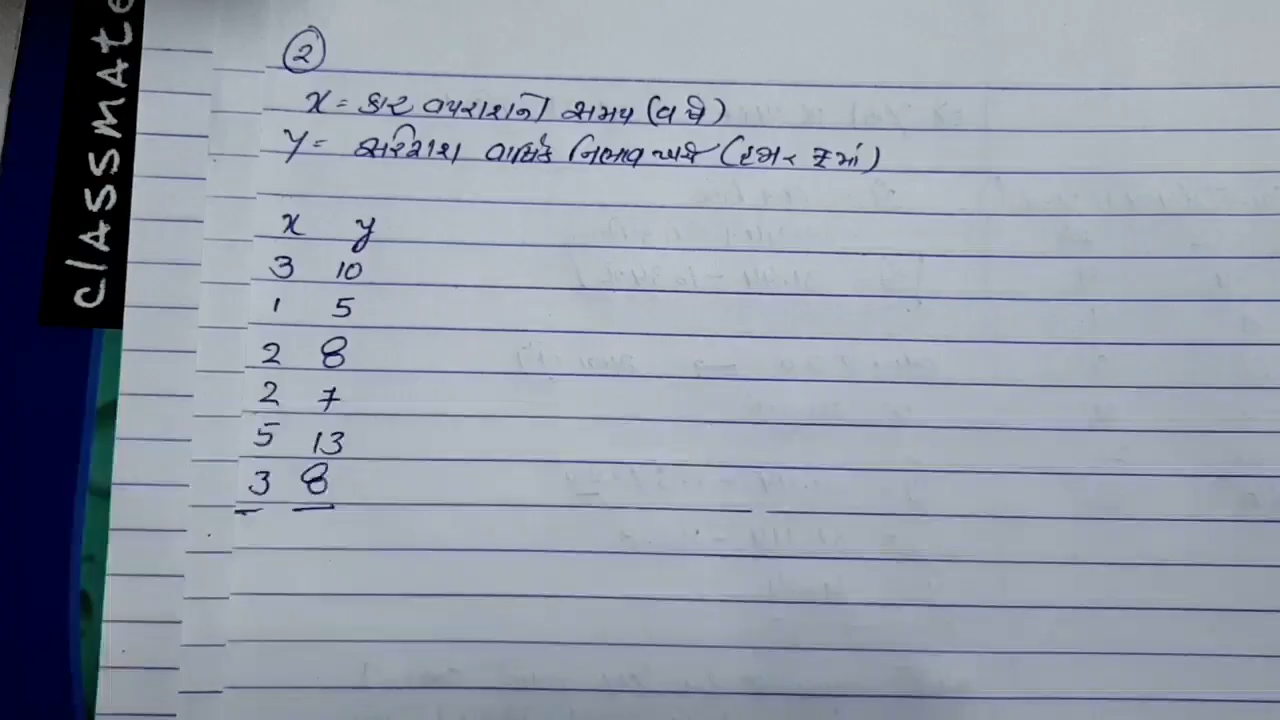 classmate
②
x = કાર વપરાશનો સમય (વર્ષ)
y = સરેરાશ વાર્ષિક નિભાવ ખર્ચ (હજાર ₹ માં)
x y
3 10
1 5
2 8
2 7
5 13
3 8